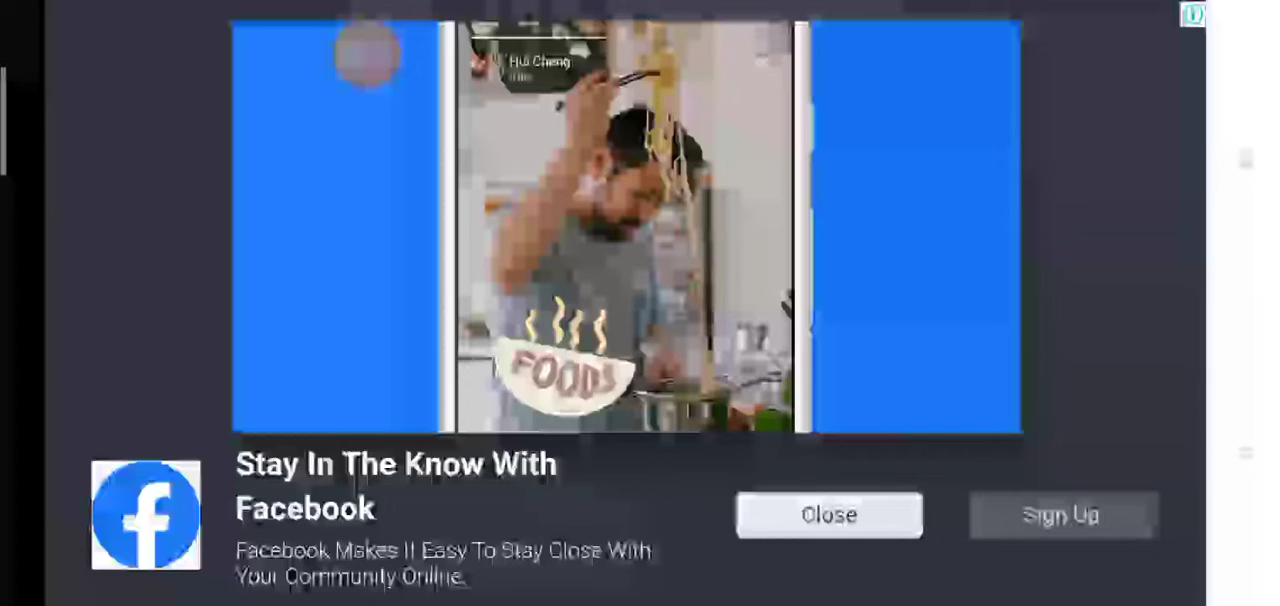 Hui Cheng
FOODS
Stay In The Know With
Facebook
Facebook Makes It Easy To Stay Close With
Your Community Online.
Close
Sign Up